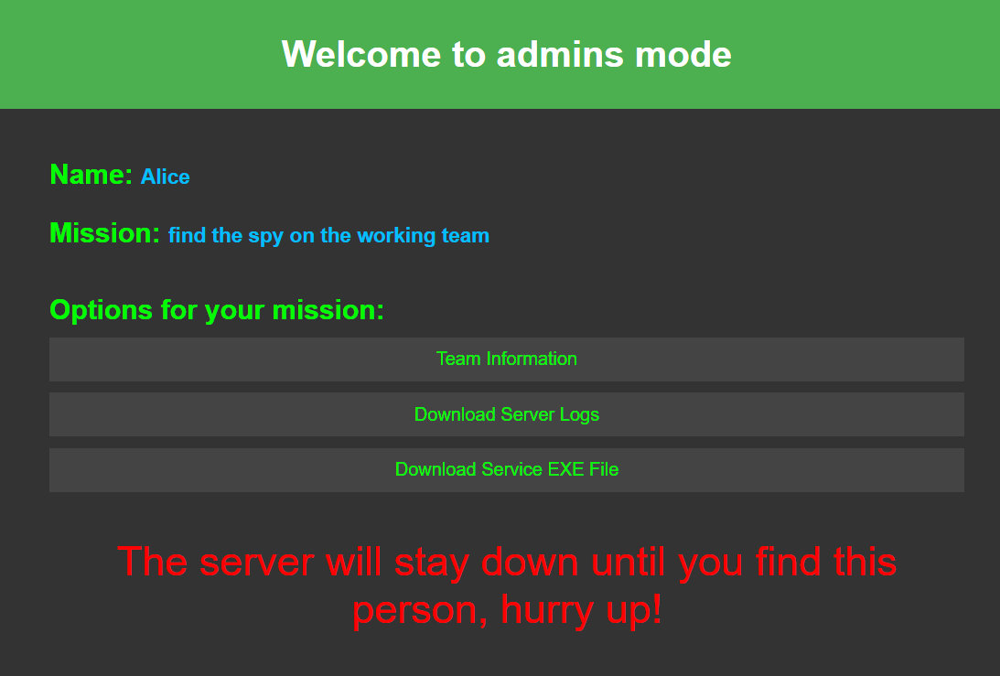 Welcome to admins mode
Name: Alice
Mission: find the spy on the working team
Options for your mission:
Team Information
Download Server Logs
Download Service EXE File
The server will stay down until you find this
person, hurry up!